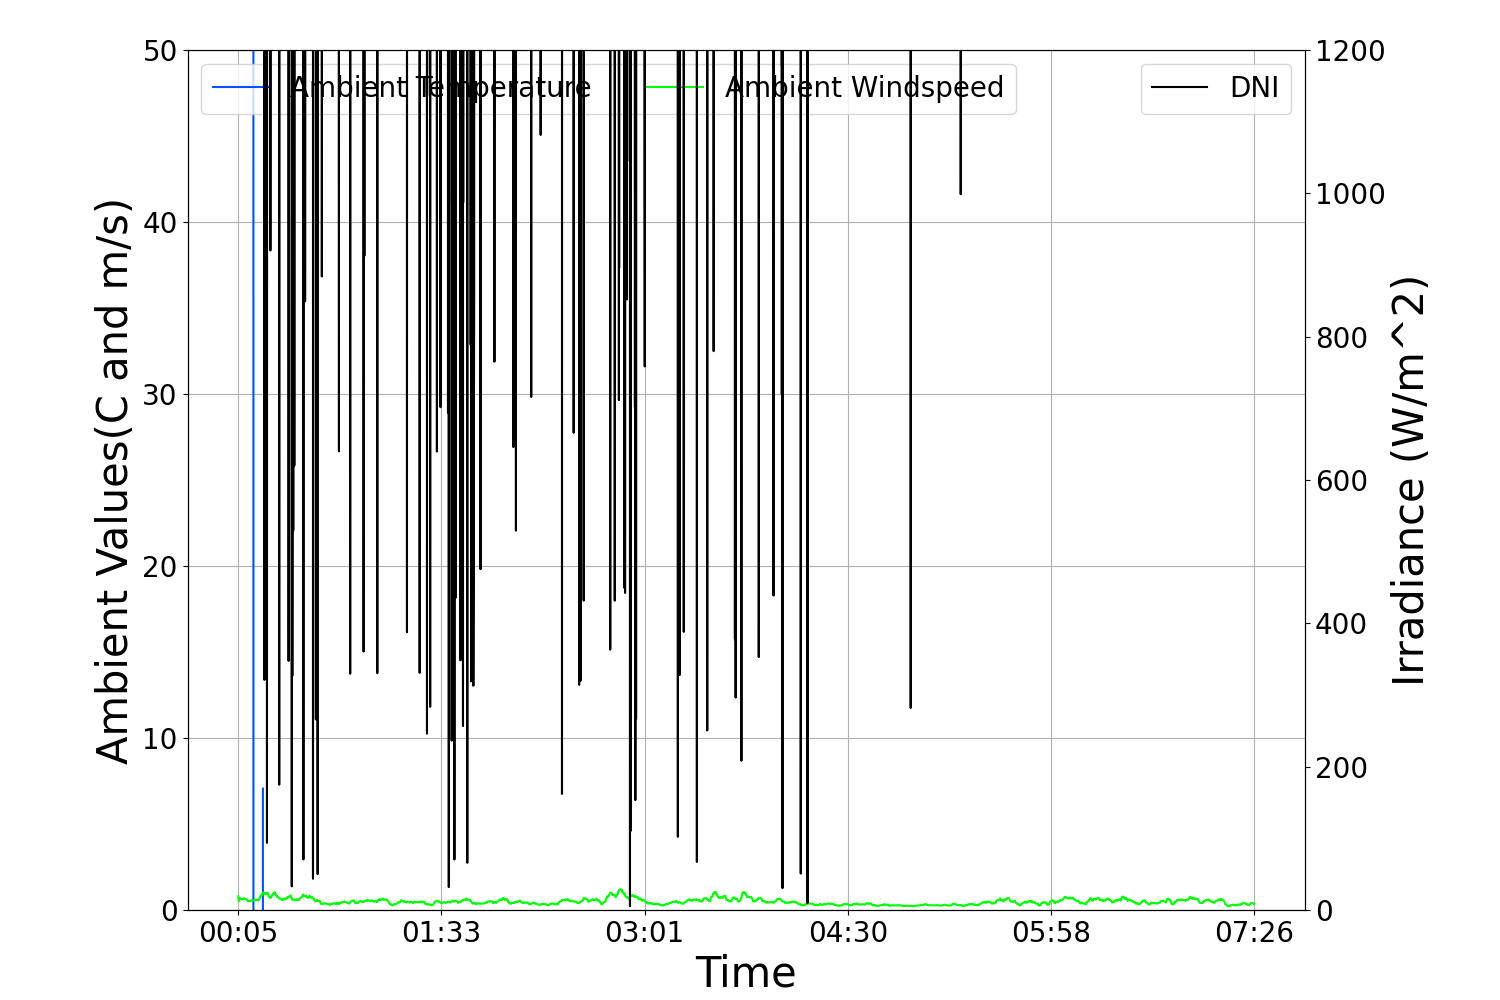 Ambient Temperature
Ambient Windspeed
DNI
Ambient Values(C and m/s)
50
40
30
20
10
0
1200
1000
800
600
400
200
0
Irradiance (W/m^2)
00:05 01:33 03:01 04:30 05:58 07:26
Time